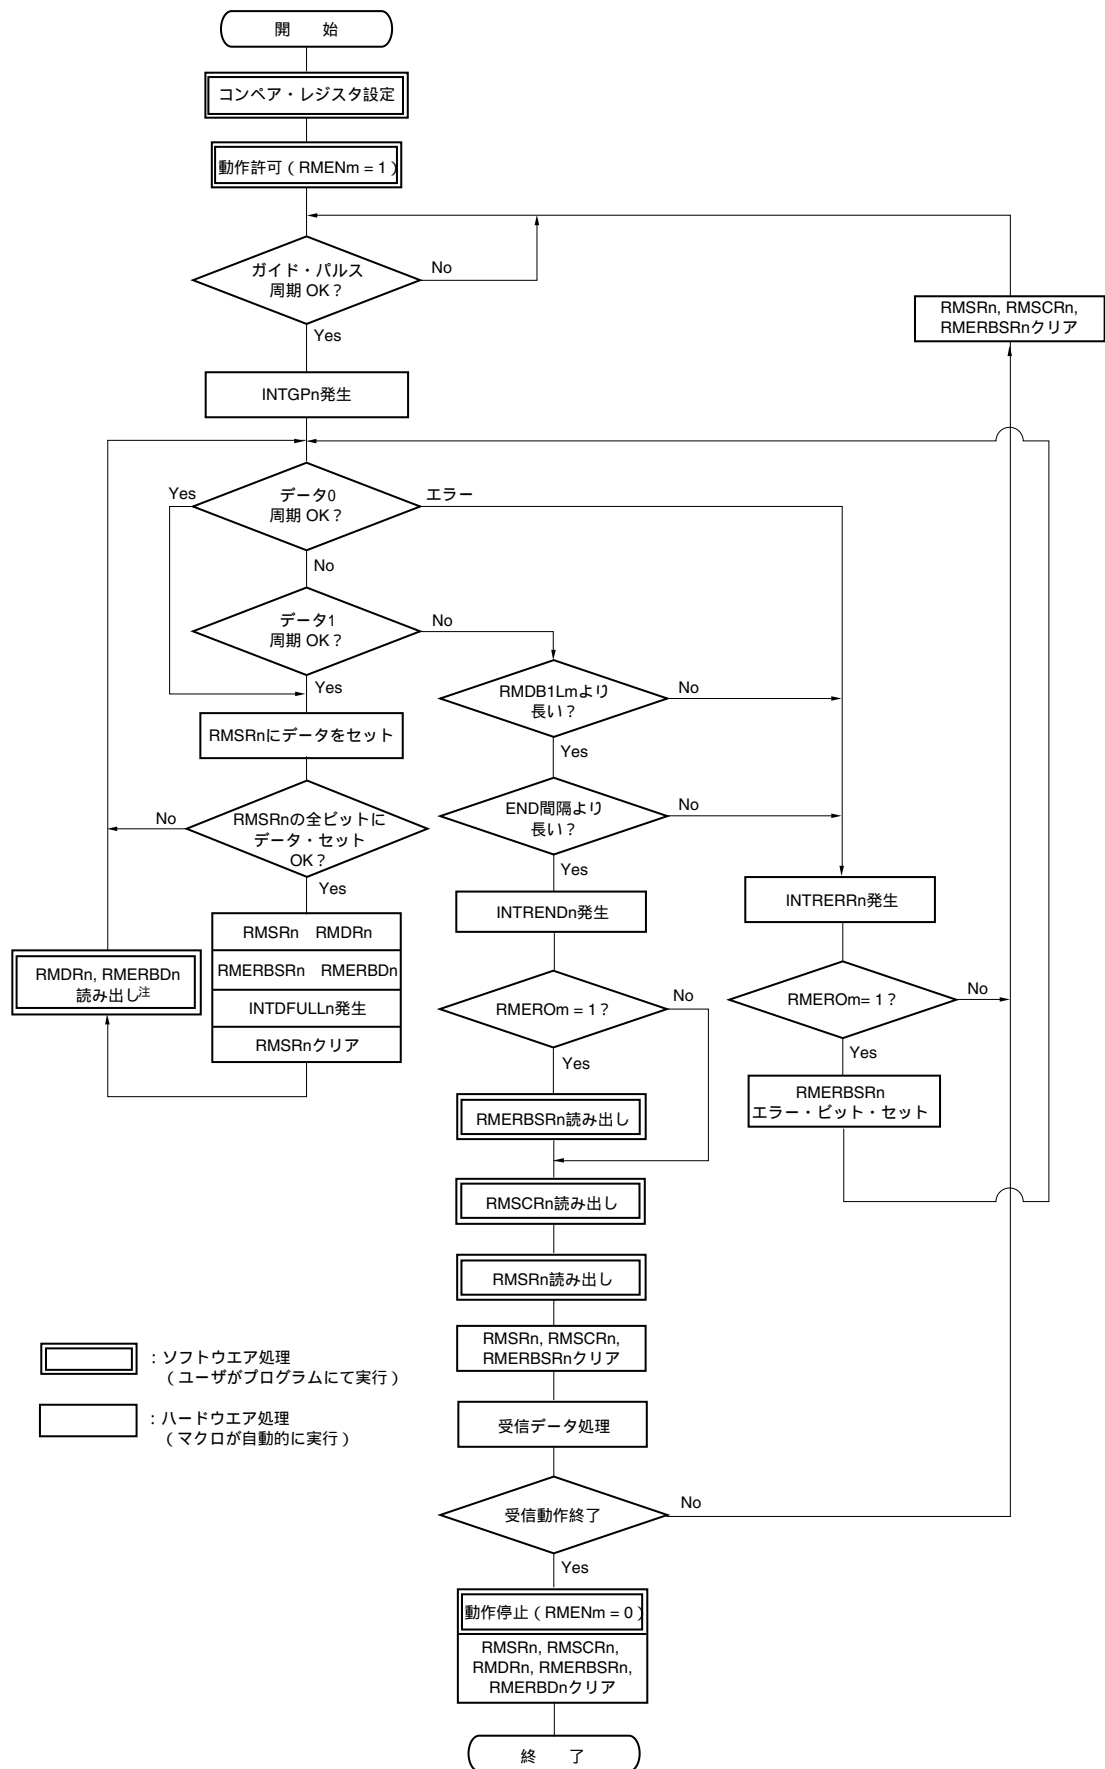 開　始
コンペア・レジスタ設定
動作許可（RMENm = 1）
ガイド・パルス
周期 OK？
No
Yes
RMSRn, RMSCRn,
RMERBSRnクリア
INTGPn発生
データ0
周期 OK？
Yes
エラー
No
データ1
周期 OK？
No
Yes
RMDB1Lmより
長い？
No
Yes
RMSRnにデータをセット
END間隔より
長い？
No
Yes
RMSRnの全ビットに
データ・セット
OK？
No
Yes
INTRENDn発生
INTRERRn発生
RMSRn　RMDRn
RMERBSRn　RMERBDn
INTDFULLn発生
RMSRnクリア
RMDRn, RMERBDn
読み出し注
RMEROm = 1？
No
Yes
RMEROm= 1？
No
Yes
RMERBSRn
エラー・ビット・セット
RMERBSRn読み出し
RMSCRn読み出し
RMSRn読み出し
RMSRn, RMSCRn,
RMERBSRnクリア
：ソフトウエア処理
（ユーザがプログラムにて実行）
：ハードウエア処理
（マクロが自動的に実行）
受信データ処理
受信動作終了
No
Yes
動作停止（RMENm = 0）
RMSRn, RMSCRn,
RMDRn, RMERBSRn,
RMERBDnクリア
終　了